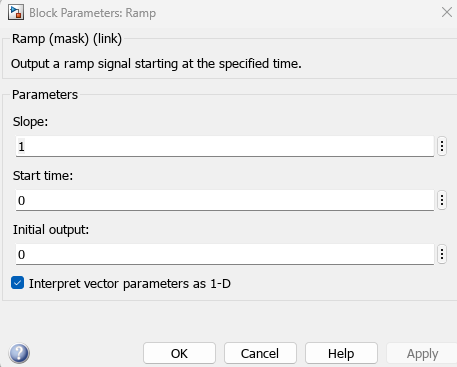 Block Parameters: Ramp
Ramp (mask) (link)
Output a ramp signal starting at the specified time.
Parameters
Slope:
1
Start time:
0
Initial output:
0
Interpret vector parameters as 1-D
? OK Cancel Help Apply